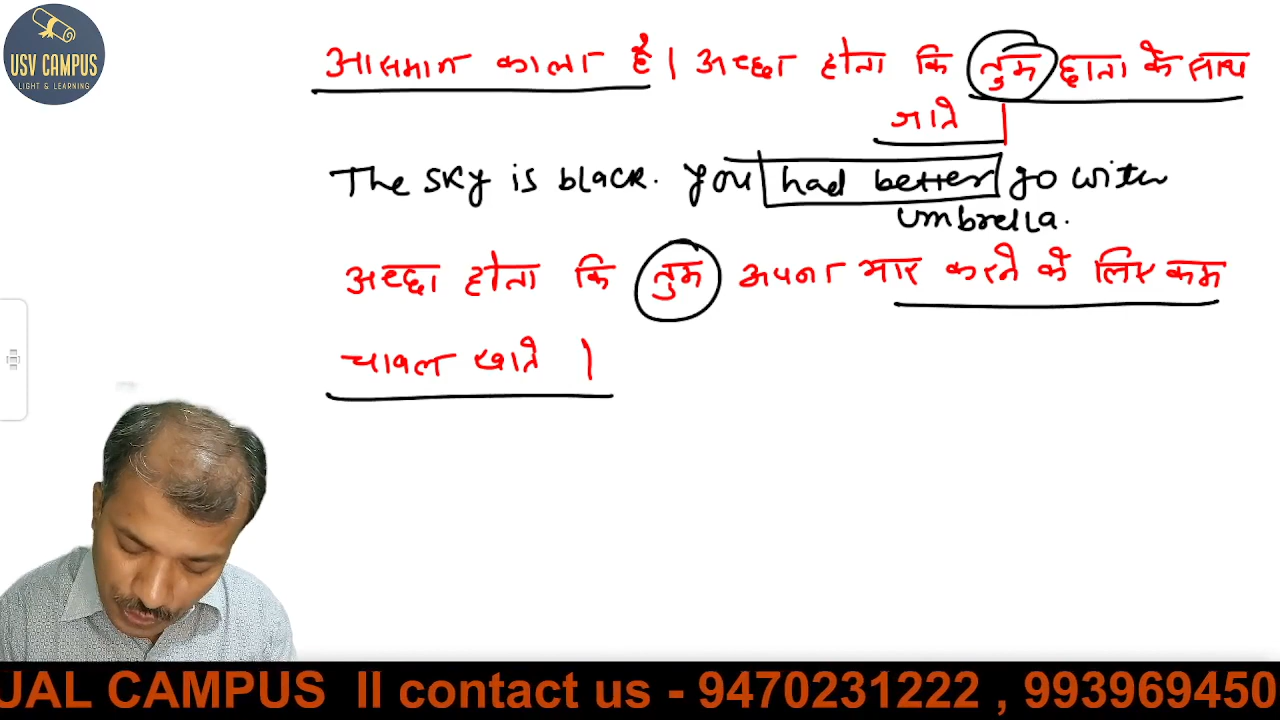 USV CAMPUS
LIGHT & LEARNING
आसमान काला है। अच्छा होता कि तुम छाता के साथ
जाते ।
The sky is black. You had better go with
umbrella.
अच्छा होता कि तुम अपना भार करने के लिए कम
चावल खाते ।
UAL CAMPUS II contact us - 9470231222 , 993969450